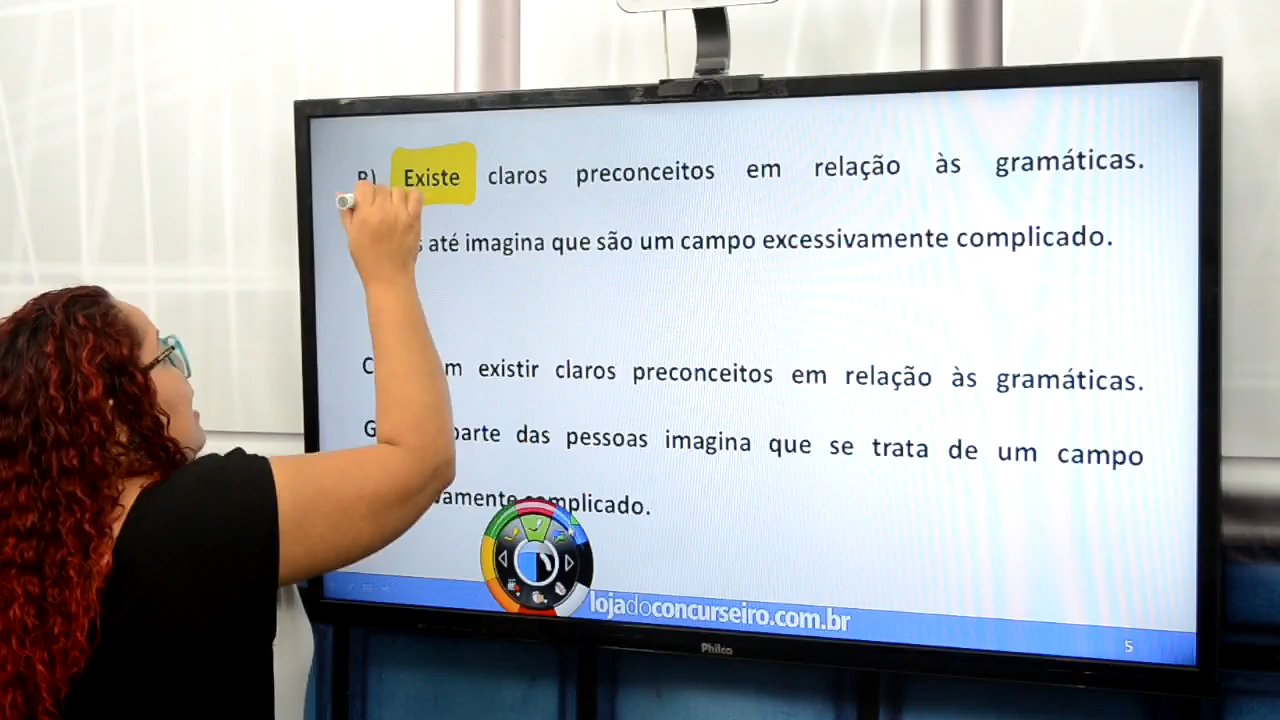 B) Existe claros preconceitos em relação às gramáticas.
até imagina que são um campo excessivamente complicado.
existir claros preconceitos em relação às gramáticas.
parte das pessoas imagina que se trata de um campo
complicado.
lojadoconcurseiro.com.br
5
Philco